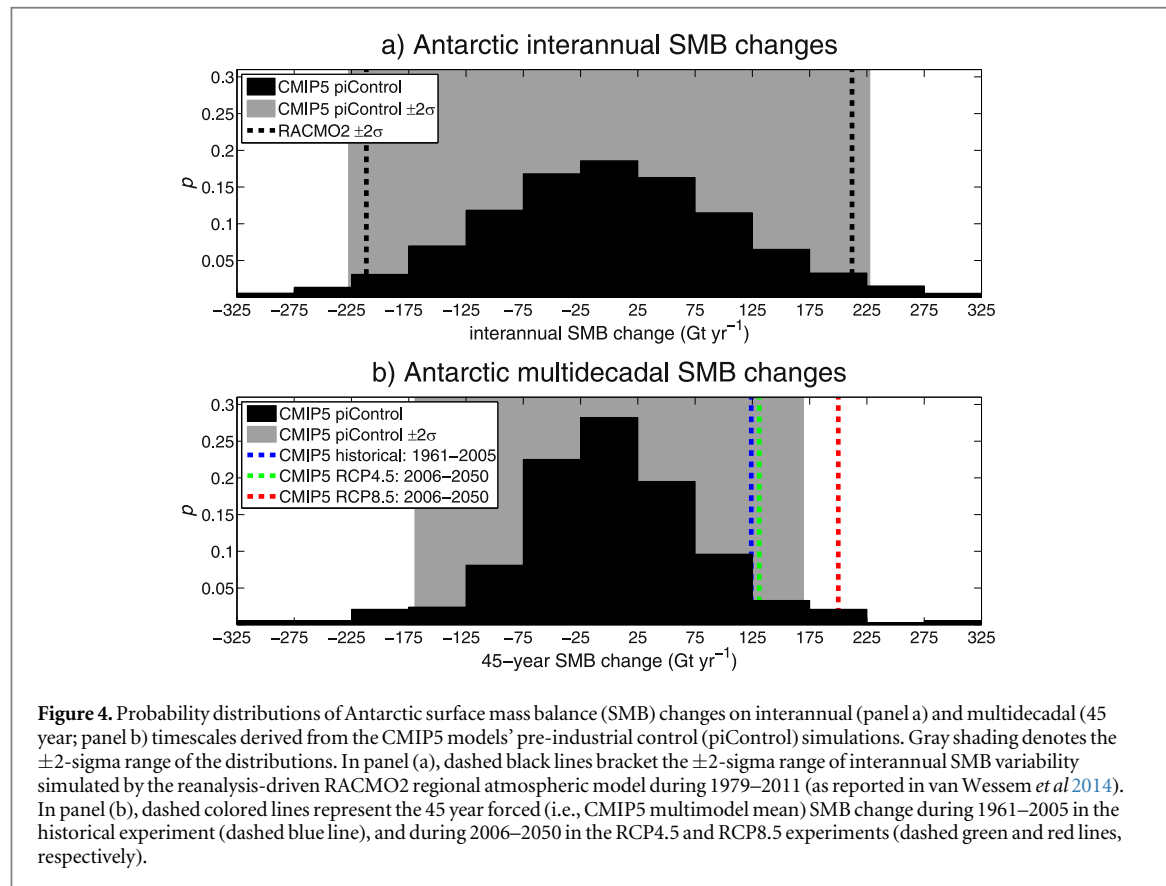 a) Antarctic interannual SMB changes
0.3
0.25
0.2
0.15
0.1
0.05
p
CMIP5 piControl
CMIP5 piControl ±2σ
RACMO2 ±2σ
−325 −275 −225 −175 −125 −75 −25 25 75 125 175 225 275 325
interannual SMB change (Gt yr⁻¹)
b) Antarctic multidecadal SMB changes
0.3
0.25
0.2
0.15
0.1
0.05
p
CMIP5 piControl
CMIP5 piControl ±2σ
CMIP5 historical: 1961−2005
CMIP5 RCP4.5: 2006−2050
CMIP5 RCP8.5: 2006−2050
−325 −275 −225 −175 −125 −75 −25 25 75 125 175 225 275 325
45−year SMB change (Gt yr⁻¹)
Figure 4. Probability distributions of Antarctic surface mass balance (SMB) changes on interannual (panel a) and multidecadal (45
year; panel b) timescales derived from the CMIP5 models' pre-industrial control (piControl) simulations. Gray shading denotes the
±2-sigma range of the distributions. In panel (a), dashed black lines bracket the ±2-sigma range of interannual SMB variability
simulated by the reanalysis-driven RACMO2 regional atmospheric model during 1979–2011 (as reported in van Wessem et al 2014).
In panel (b), dashed colored lines represent the 45 year forced (i.e., CMIP5 multimodel mean) SMB change during 1961–2005 in the
historical experiment (dashed blue line), and during 2006–2050 in the RCP4.5 and RCP8.5 experiments (dashed green and red lines,
respectively).